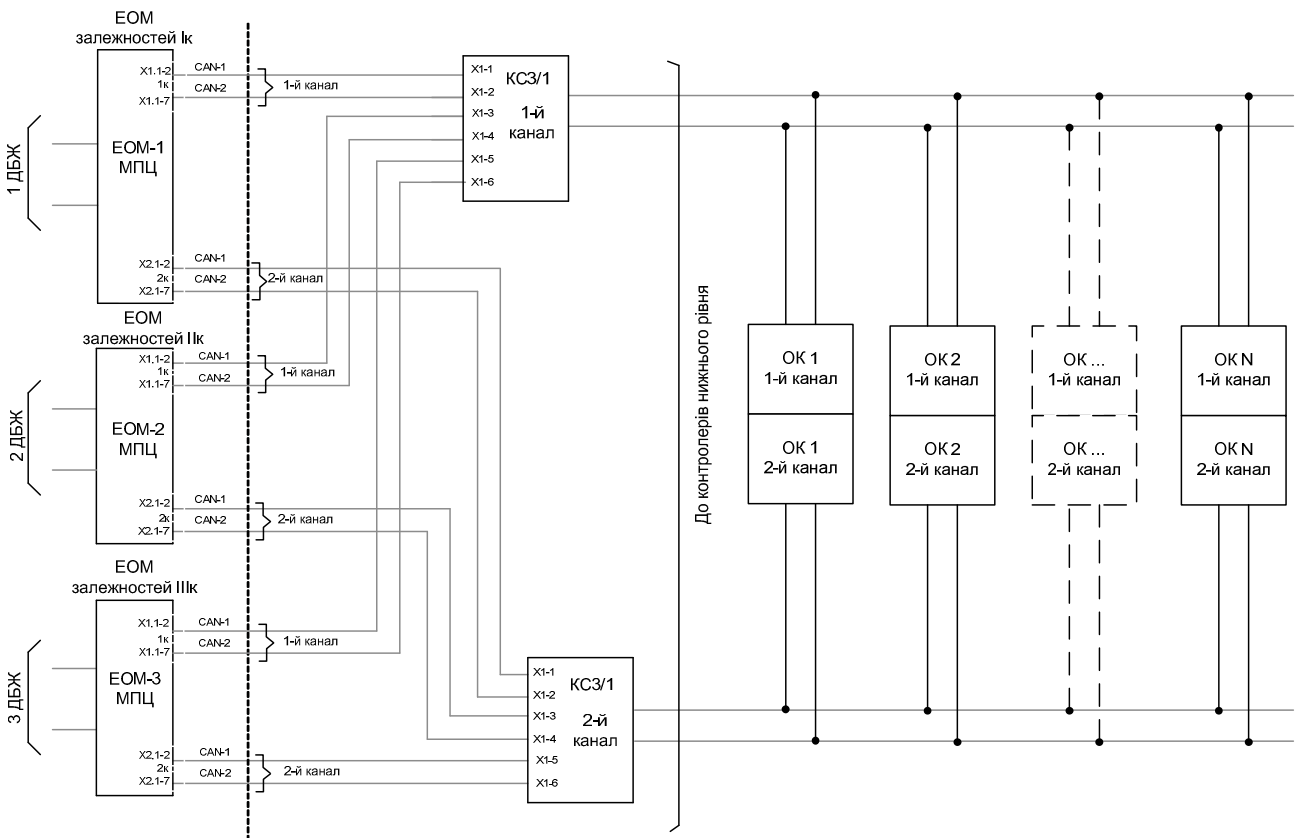 ЕОМ
залежностей Iк
X1.1-2
1к
X1.1-7
CAN-1
CAN-2
1-й канал
ЕОМ-1
МПЦ
1 ДБЖ
X2.1-2
2к
X2.1-7
CAN-1
CAN-2
2-й канал
ЕОМ
залежностей IIк
X1.1-2
1к
X1.1-7
CAN-1
CAN-2
1-й канал
ЕОМ-2
МПЦ
2 ДБЖ
X2.1-2
2к
X2.1-7
CAN-1
CAN-2
2-й канал
ЕОМ
залежностей IIIк
X1.1-2
1к
X1.1-7
CAN-1
CAN-2
1-й канал
ЕОМ-3
МПЦ
3 ДБЖ
X2.1-2
2к
X2.1-7
CAN-1
CAN-2
2-й канал
X1-1
X1-2
X1-3
X1-4
X1-5
X1-6
КС3/1
1-й
канал
X1-1
X1-2
X1-3
X1-4
X1-5
X1-6
КС3/1
2-й
канал
До контролерів нижнього рівня
ОК 1
1-й канал
ОК 1
2-й канал
ОК 2
1-й канал
ОК 2
2-й канал
ОК ...
1-й канал
ОК ...
2-й канал
ОК N
1-й канал
ОК N
2-й канал